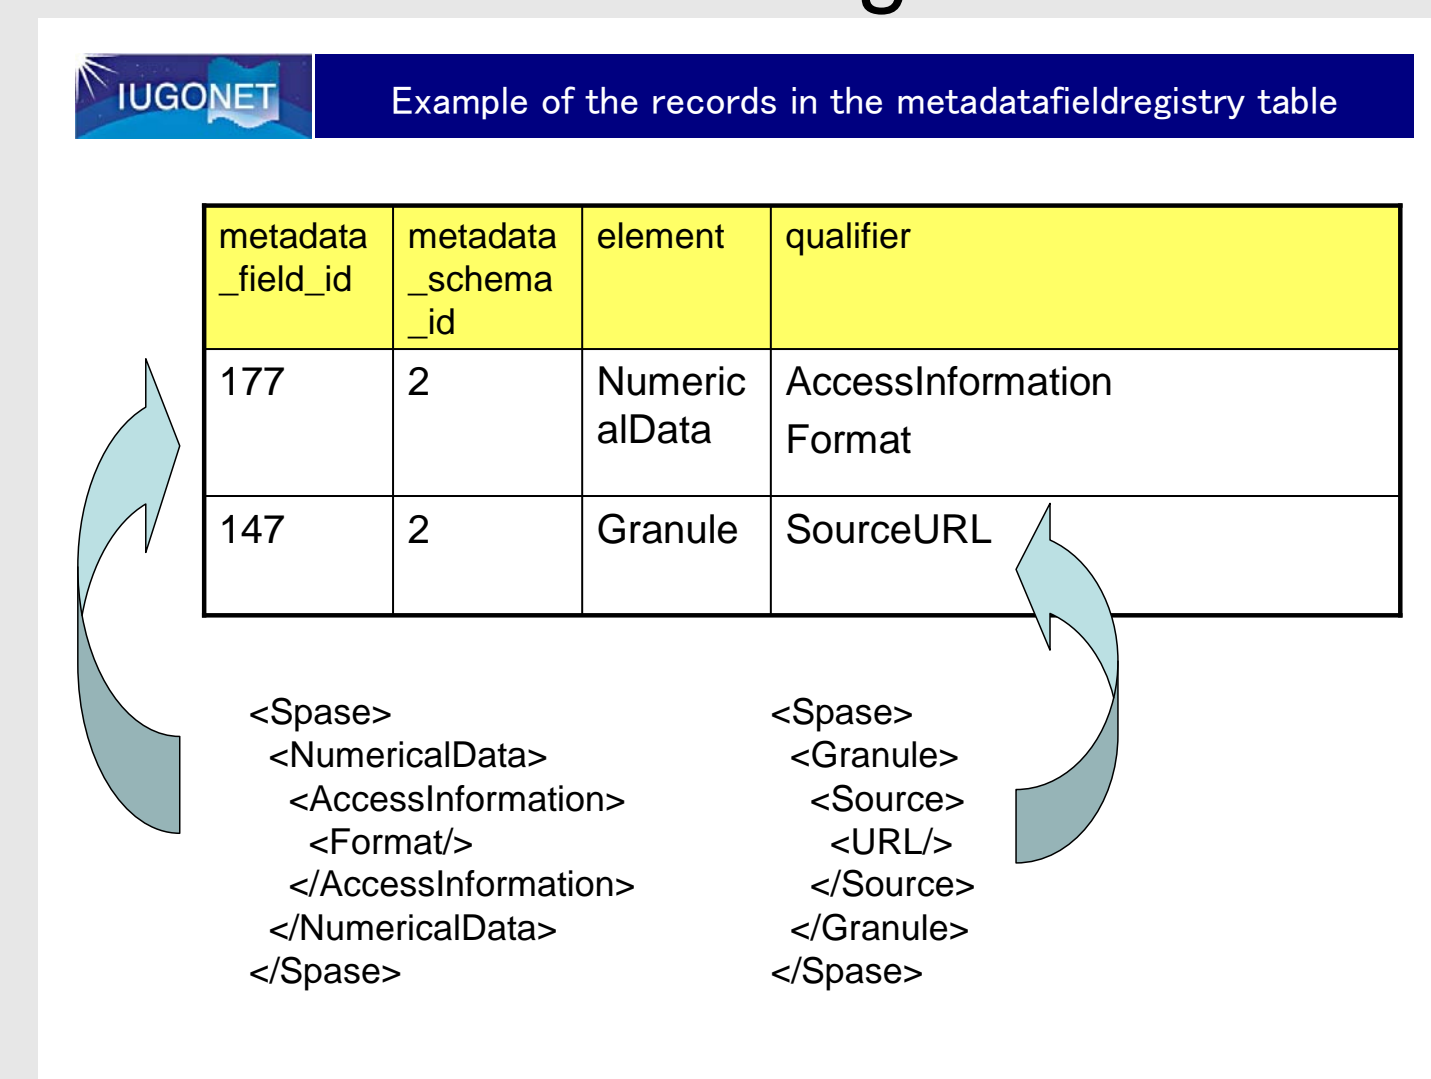 IUGONET
Example of the records in the metadatafieldregistry table
metadata
_field_id
metadata
_schema
_id
element
qualifier
177
2
Numeric
alData
AccessInformation
Format
147
2
Granule
SourceURL
<Spase>
<NumericalData>
<AccessInformation>
<Format/>
</AccessInformation>
</NumericalData>
</Spase>
<Spase>
<Granule>
<Source>
<URL/>
</Source>
</Granule>
</Spase>